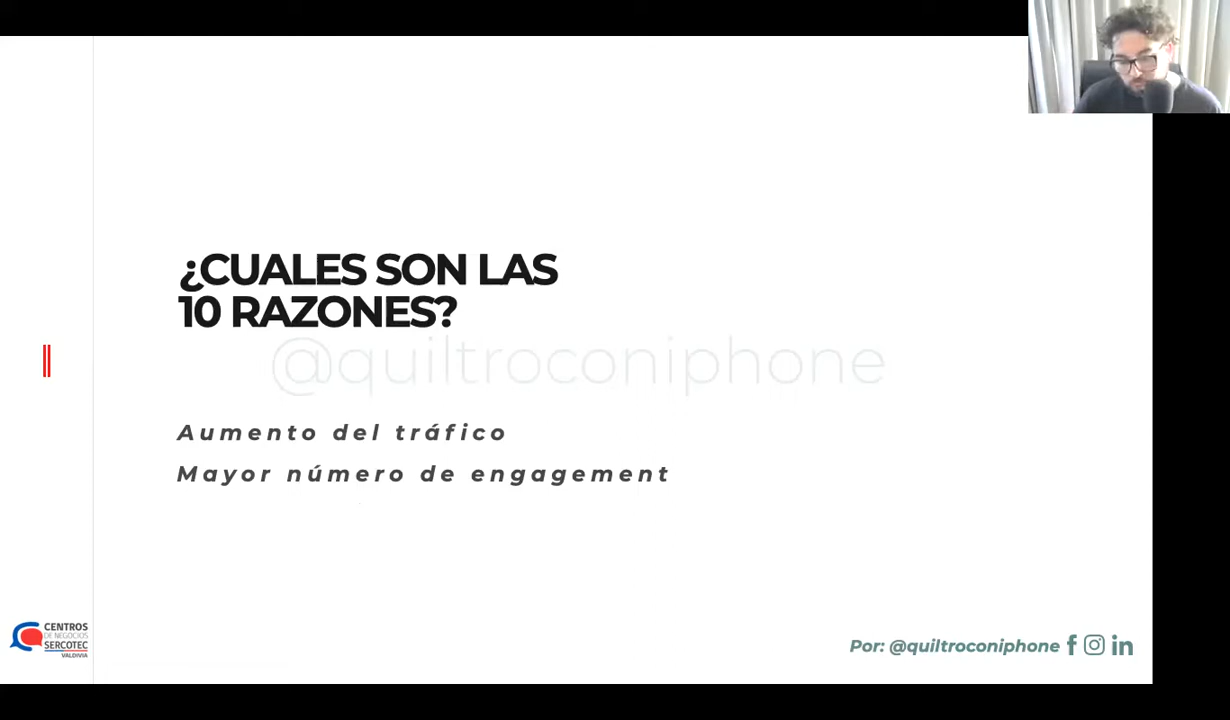 ¿CUALES SON LAS
10 RAZONES?
@quiltroconiphone
Aumento del tráfico
Mayor número de engagement
CENTROS
DE NEGOCIOS
SERCOTEC
VALDIVIA
Por: @quiltroconiphone